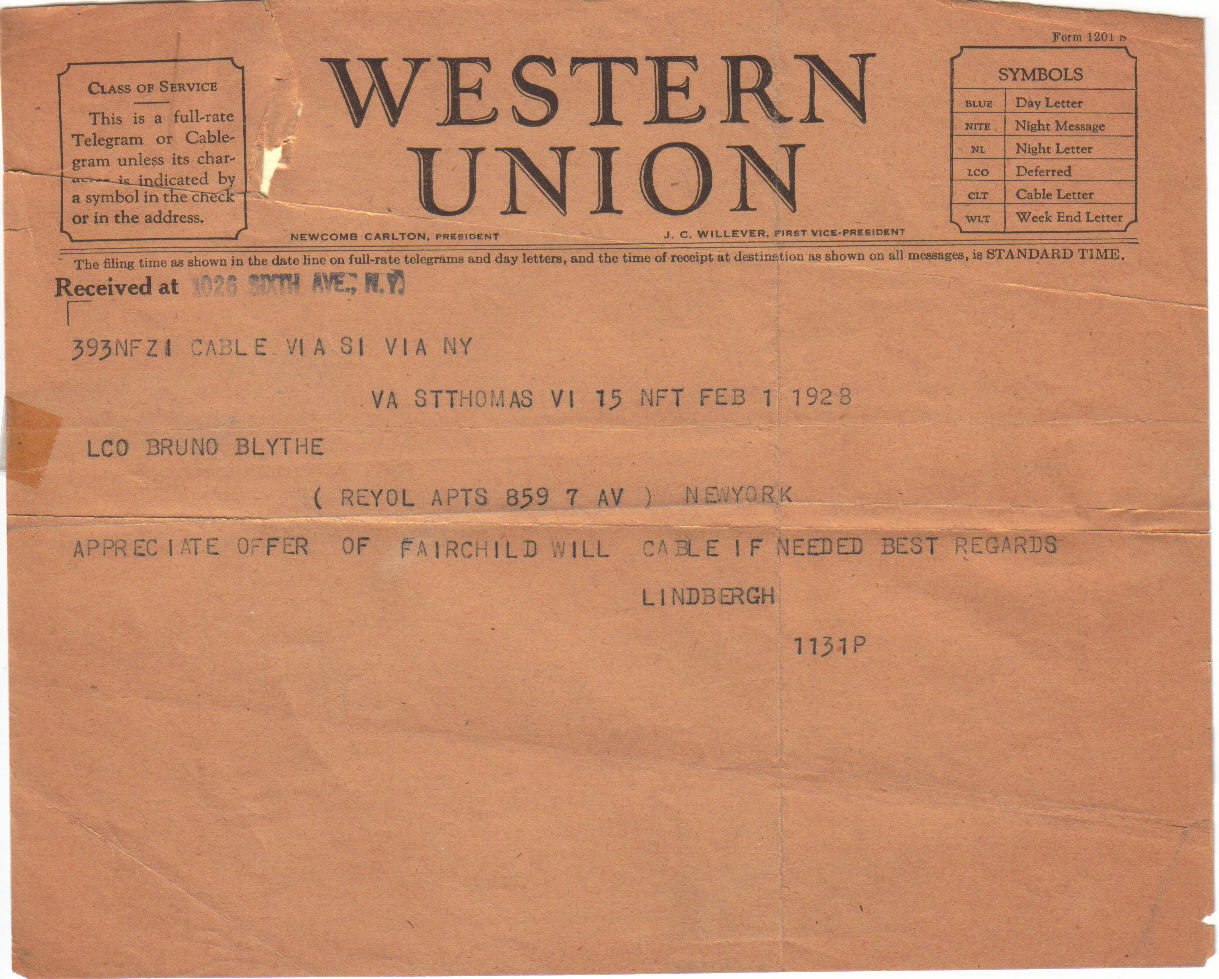 Form 1201 B
CLASS OF SERVICE
This is a full-rate
Telegram or Cable-
gram unless its char-
acter is indicated by
a symbol in the check
or in the address.
WESTERN
UNION
NEWCOMB CARLTON, PRESIDENT
J. C. WILLEVER, FIRST VICE-PRESIDENT
SYMBOLS
BLUE Day Letter
NITE Night Message
NL Night Letter
LCO Deferred
CLT Cable Letter
WLT Week End Letter
The filing time as shown in the date line on full-rate telegrams and day letters, and the time of receipt at destination as shown on all messages, is STANDARD TIME.
Received at 1026 SIXTH AVE., N.Y.
393NFZ1 CABLE VIA SI VIA NY
VA STTHOMAS VI 15 NFT FEB 1 1928
LCO BRUNO BLYTHE
( REYOL APTS 859 7 AV ) NEWYORK
APPRECIATE OFFER OF FAIRCHILD WILL CABLE IF NEEDED BEST REGARDS
LINDBERGH
1131P